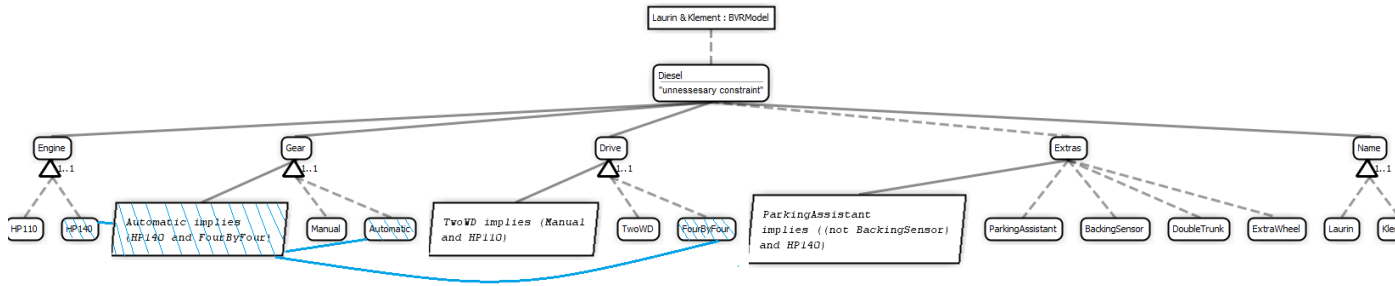 Laurin & Klement : BVRModel
Diesel
"unnessesary constraint"
Engine
Gear
Drive
Extras
Name
1..1
1..1
1..1
1..1
HP110
HP140
Automatic implies
(HP140 and FourByFour)
Manual
Automatic
TwoWD implies (Manual
and HP110)
TwoWD
FourByFour
ParkingAssistant
implies ((not BackingSensor)
and HP140)
ParkingAssistant
BackingSensor
DoubleTrunk
ExtraWheel
Laurin